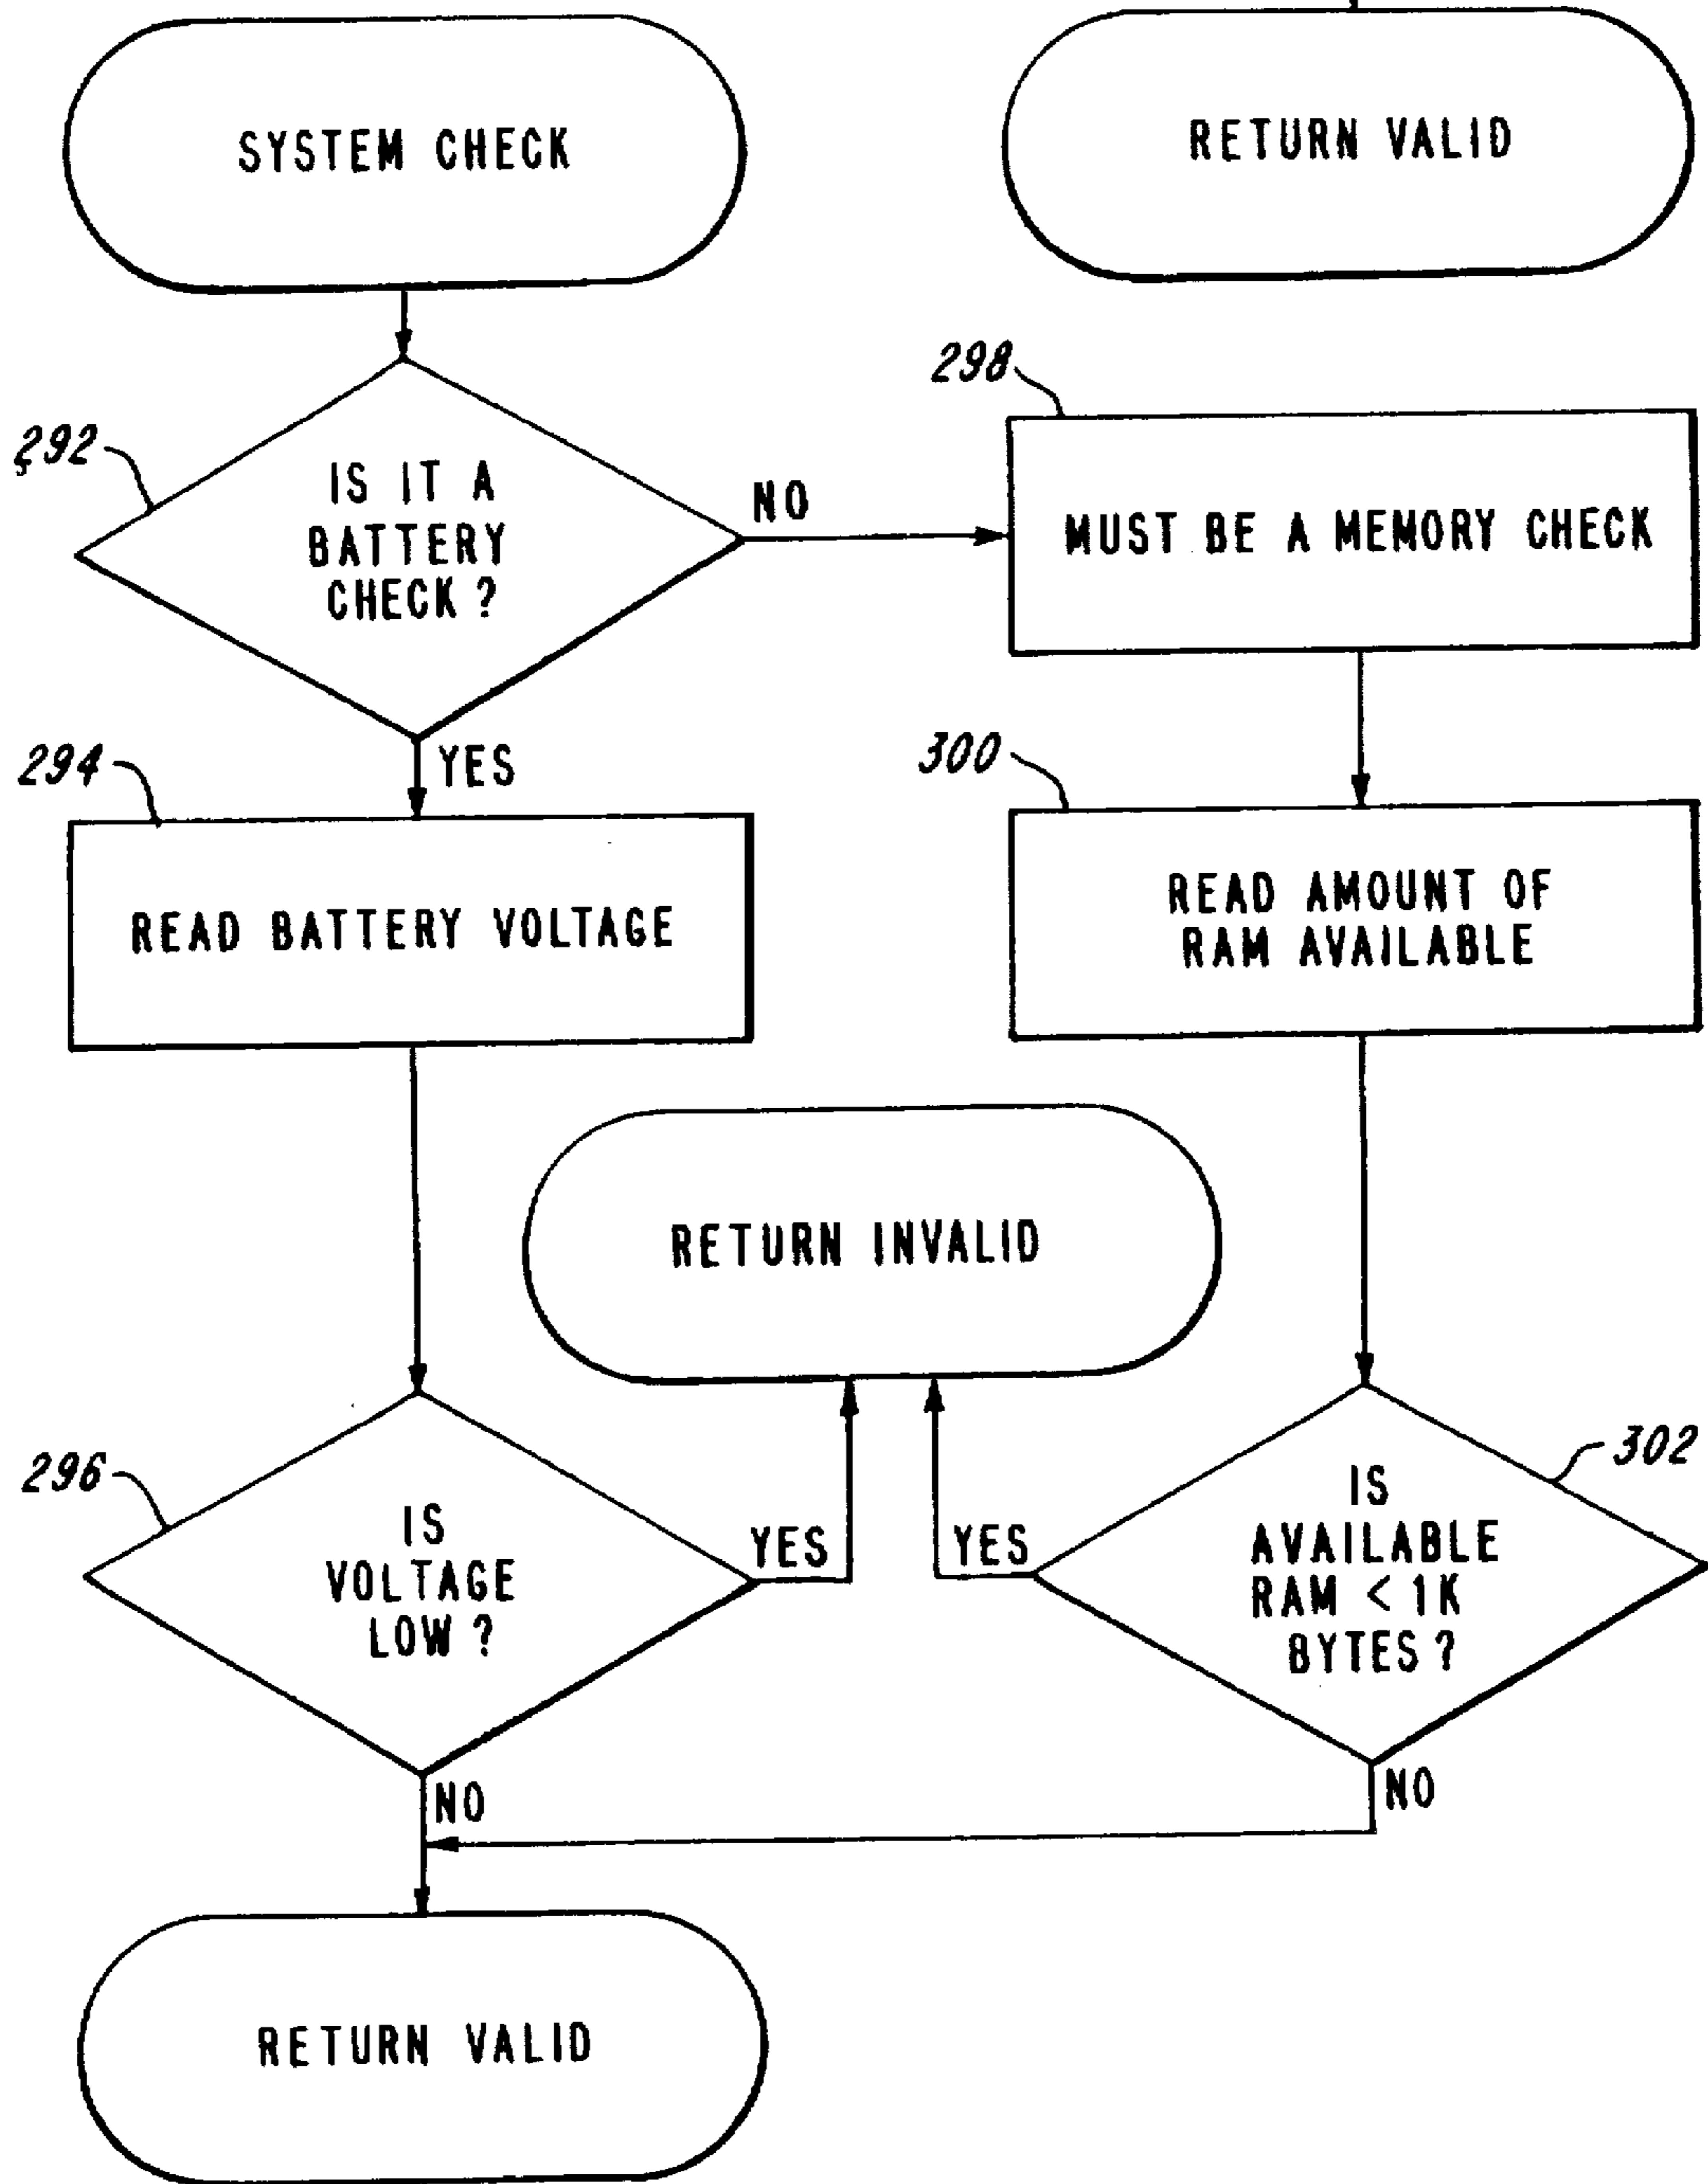 SYSTEM CHECK
RETURN VALID
292
IS IT A
BATTERY
CHECK?
NO
298
MUST BE A MEMORY CHECK
YES
294
READ BATTERY VOLTAGE
300
READ AMOUNT OF
RAM AVAILABLE
RETURN INVALID
296
IS
VOLTAGE
LOW?
YES
YES
302
IS
AVAILABLE
RAM < 1K
BYTES?
NO
NO
RETURN VALID